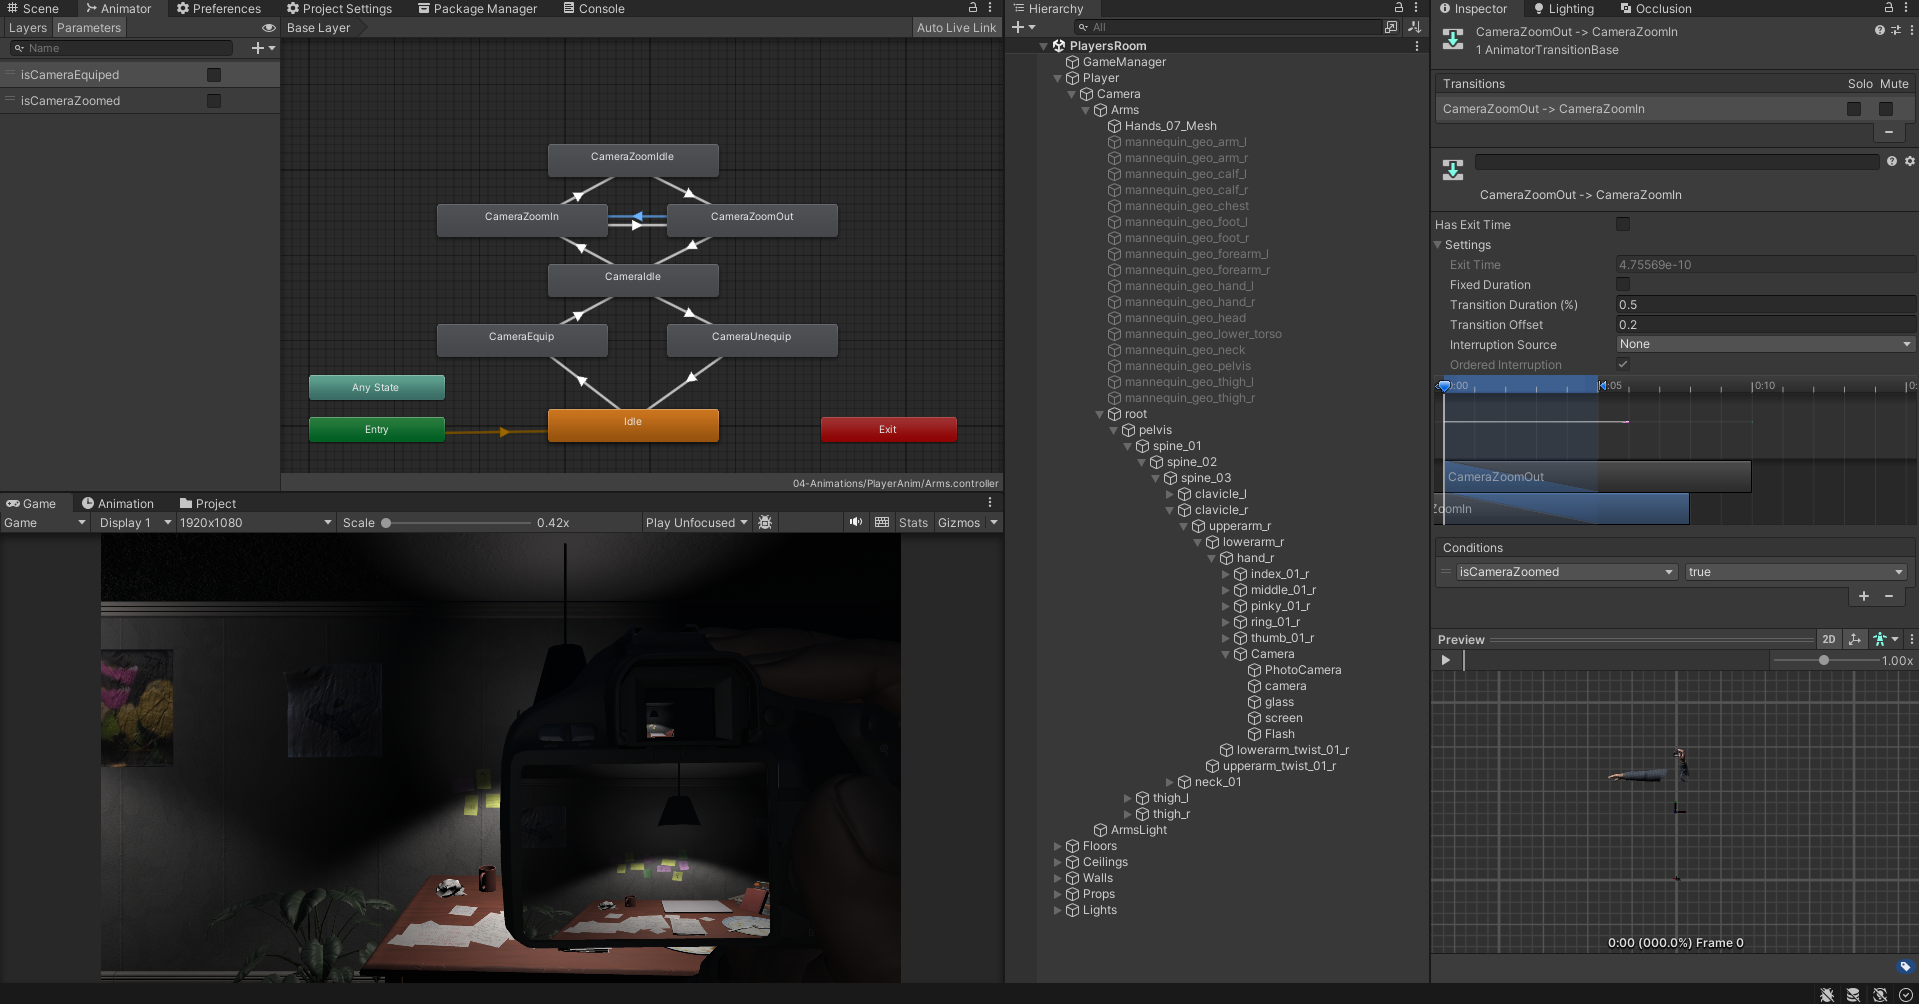 Scene
Animator
Preferences
Project Settings
Package Manager
Console
Layers
Parameters
Base Layer
Auto Live Link
Name
isCameraEquiped
isCameraZoomed
CameraZoomIdle
CameraZoomIn
CameraZoomOut
CameraIdle
CameraEquip
CameraUnequip
Any State
Entry
Idle
Exit
04-Animations/PlayerAnim/Arms.controller
Game
Animation
Project
Game
Display 1
1920x1080
Scale
0.42x
Play Unfocused
Stats
Gizmos
Hierarchy
All
PlayersRoom
GameManager
Player
Camera
Arms
Hands_07_Mesh
mannequin_geo_arm_l
mannequin_geo_arm_r
mannequin_geo_calf_l
mannequin_geo_calf_r
mannequin_geo_chest
mannequin_geo_foot_l
mannequin_geo_foot_r
mannequin_geo_forearm_l
mannequin_geo_forearm_r
mannequin_geo_hand_l
mannequin_geo_hand_r
mannequin_geo_head
mannequin_geo_lower_torso
mannequin_geo_neck
mannequin_geo_pelvis
mannequin_geo_thigh_l
mannequin_geo_thigh_r
root
pelvis
spine_01
spine_02
spine_03
clavicle_l
clavicle_r
upperarm_r
lowerarm_r
hand_r
index_01_r
middle_01_r
pinky_01_r
ring_01_r
thumb_01_r
Camera
PhotoCamera
camera
glass
screen
Flash
lowerarm_twist_01_r
upperarm_twist_01_r
neck_01
thigh_l
thigh_r
ArmsLight
Floors
Ceilings
Walls
Props
Lights
Inspector
Lighting
Occlusion
CameraZoomOut -> CameraZoomIn
1 AnimatorTransitionBase
Transitions
Solo
Mute
CameraZoomOut -> CameraZoomIn
CameraZoomOut -> CameraZoomIn
Has Exit Time
Settings
Exit Time
4.75569e-10
Fixed Duration
Transition Duration (%)
0.5
Transition Offset
0.2
Interruption Source
None
Ordered Interruption
:00
:05
0:10
0:
CameraZoomOut
ZoomIn
Conditions
isCameraZoomed
true
Preview
2D
1.00x
0:00 (000.0%) Frame 0